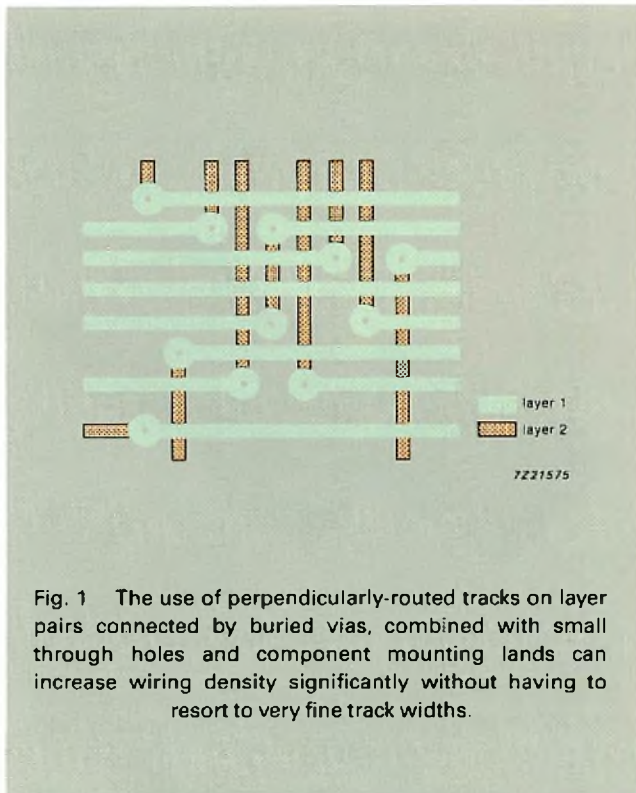 layer 1
layer 2
7Z21575
Fig. 1 The use of perpendicularly-routed tracks on layer
pairs connected by buried vias, combined with small
through holes and component mounting lands can
increase wiring density significantly without having to
resort to very fine track widths.